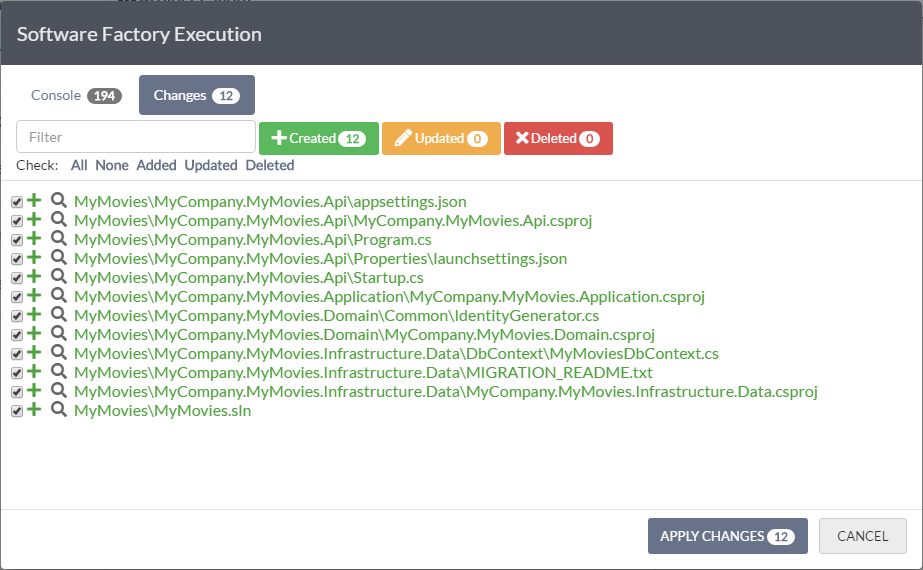 Software Factory Execution
Console 194 Changes 12
Filter Created 12 Updated 0 Deleted 0
Check: All None Added Updated Deleted
MyMovies\MyCompany.MyMovies.Api\appsettings.json
MyMovies\MyCompany.MyMovies.Api\MyCompany.MyMovies.Api.csproj
MyMovies\MyCompany.MyMovies.Api\Program.cs
MyMovies\MyCompany.MyMovies.Api\Properties\launchsettings.json
MyMovies\MyCompany.MyMovies.Api\Startup.cs
MyMovies\MyCompany.MyMovies.Application\MyCompany.MyMovies.Application.csproj
MyMovies\MyCompany.MyMovies.Domain\Common\IdentityGenerator.cs
MyMovies\MyCompany.MyMovies.Domain\MyCompany.MyMovies.Domain.csproj
MyMovies\MyCompany.MyMovies.Infrastructure.Data\DbContext\MyMoviesDbContext.cs
MyMovies\MyCompany.MyMovies.Infrastructure.Data\MIGRATION_README.txt
MyMovies\MyCompany.MyMovies.Infrastructure.Data\MyCompany.MyMovies.Infrastructure.Data.csproj
MyMovies\MyMovies.sln
APPLY CHANGES 12 CANCEL